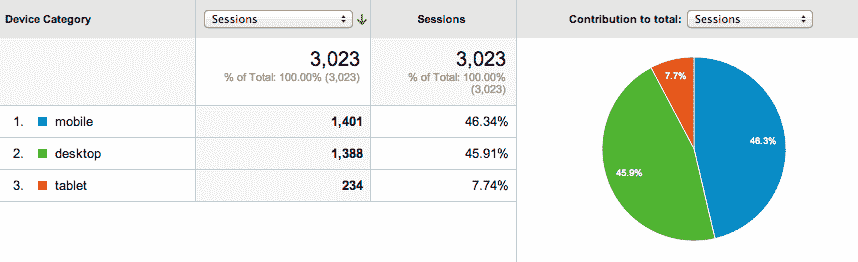 Device Category Sessions Sessions Contribution to total: Sessions
3,023 3,023
% of Total: 100.00% (3,023) % of Total: 100.00%
(3,023)
1. mobile 1,401 46.34%
2. desktop 1,388 45.91%
3. tablet 234 7.74%
7.7%
46.3%
45.9%